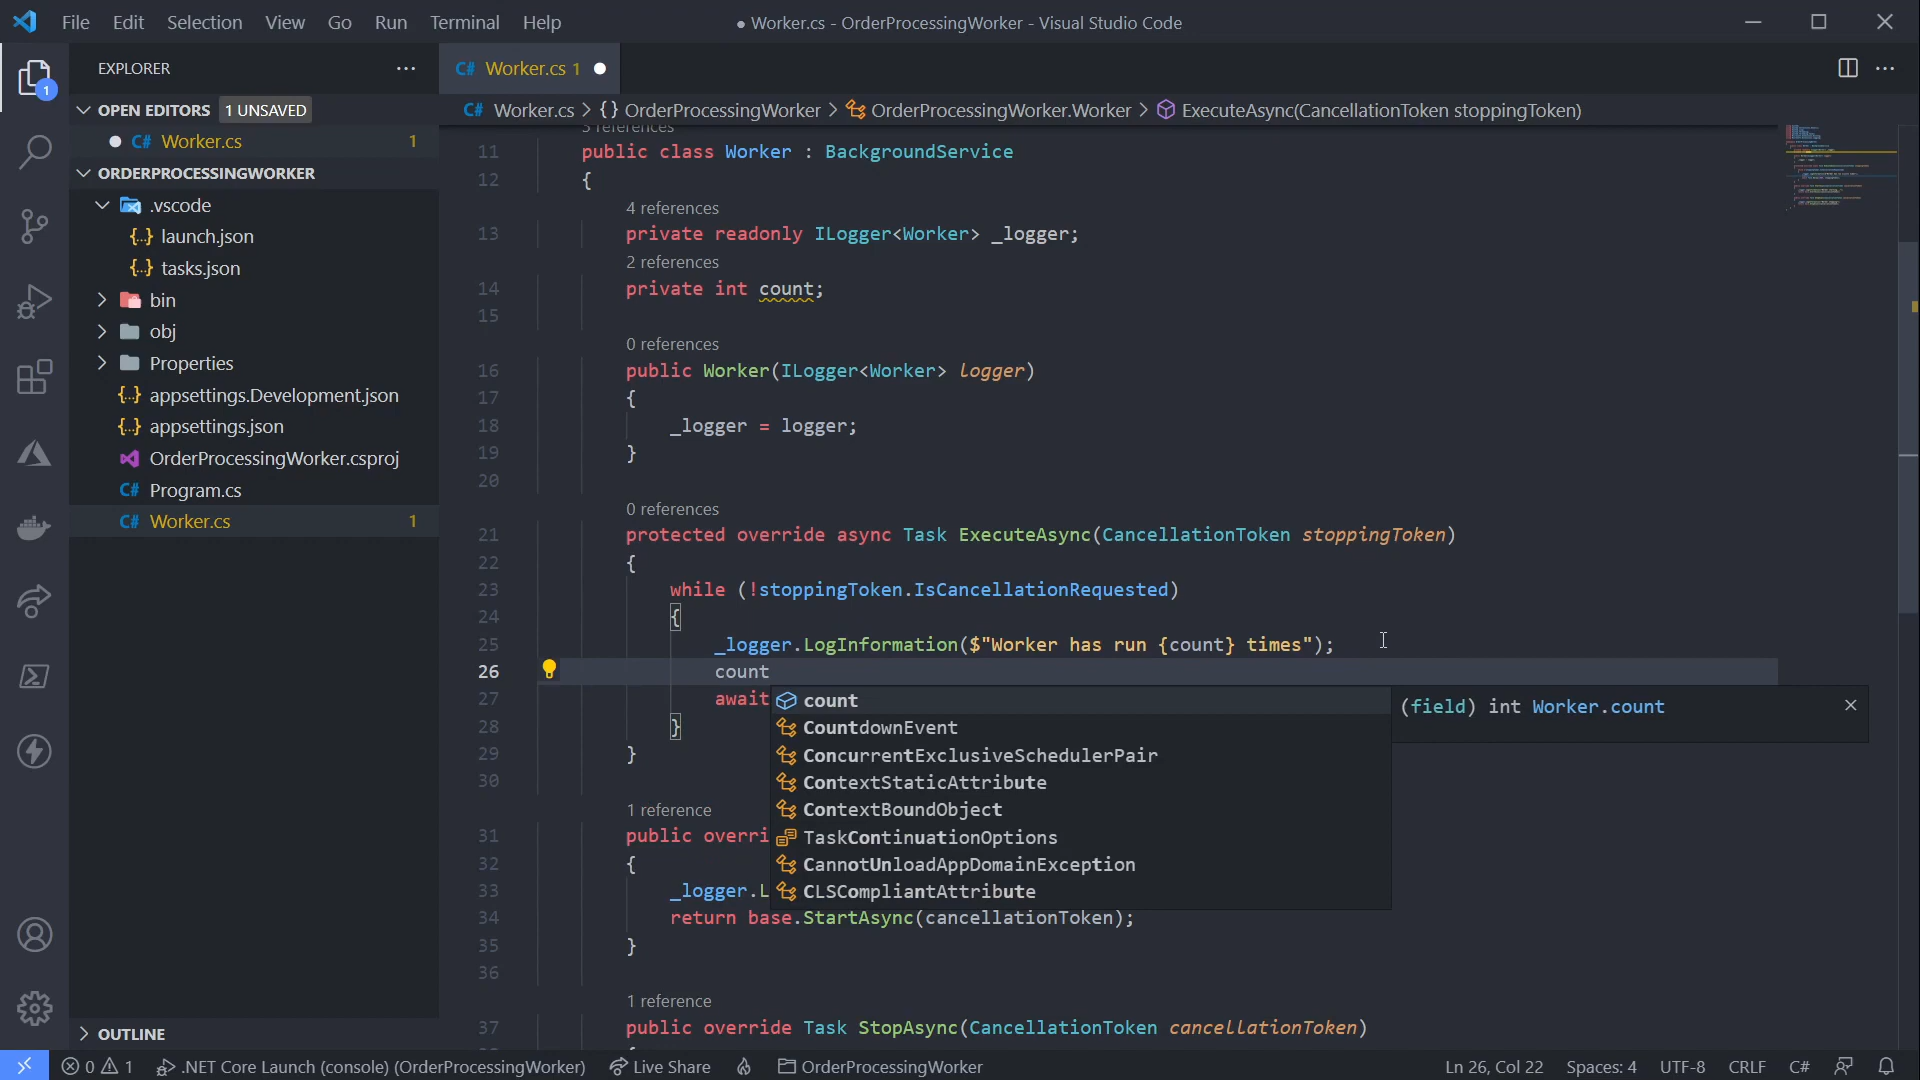 File Edit Selection View Go Run Terminal Help
● Worker.cs - OrderProcessingWorker - Visual Studio Code
EXPLORER
OPEN EDITORS 1 UNSAVED
C# Worker.cs 1
ORDERPROCESSINGWORKER
.vscode
{..} launch.json
{..} tasks.json
bin
obj
Properties
{..} appsettings.Development.json
{..} appsettings.json
OrderProcessingWorker.csproj
C# Program.cs
C# Worker.cs 1
OUTLINE
1
C# Worker.cs 1
C# Worker.cs > {} OrderProcessingWorker > OrderProcessingWorker.Worker > ExecuteAsync(CancellationToken stoppingToken)
3 references
11 public class Worker : BackgroundService
12 {
4 references
13 private readonly ILogger<Worker> _logger;
2 references
14 private int count;
15
0 references
16 public Worker(ILogger<Worker> logger)
17 {
18 _logger = logger;
19 }
20
0 references
21 protected override async Task ExecuteAsync(CancellationToken stoppingToken)
22 {
23 while (!stoppingToken.IsCancellationRequested)
24 {
25 _logger.LogInformation($"Worker has run {count} times");
26 count
27 await
28 }
29 }
30
1 reference
31 public overri
32 {
33 _logger.L
34 return base.StartAsync(cancellationToken);
35 }
36
1 reference
37 public override Task StopAsync(CancellationToken cancellationToken)
count
CountdownEvent
ConcurrentExclusiveSchedulerPair
ContextStaticAttribute
ContextBoundObject
TaskContinuationOptions
CannotUnloadAppDomainException
CLSCompliantAttribute
(field) int Worker.count
0 1 .NET Core Launch (console) (OrderProcessingWorker) Live Share OrderProcessingWorker Ln 26, Col 22 Spaces: 4 UTF-8 CRLF C#